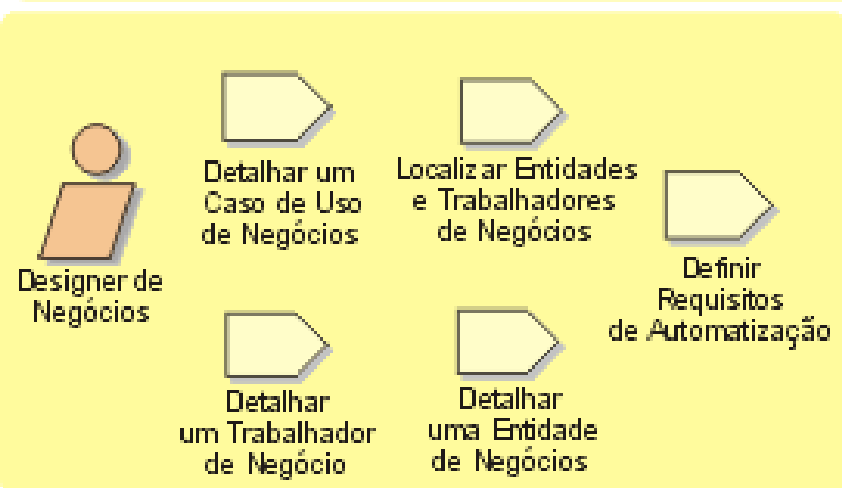 Detalhar um
Caso de Uso
de Negócios
Localizar Entidades
e Trabalhadores
de Negócios
Designer de
Negócios
Definir
Requisitos
de Automatização
Detalhar
um Trabalhador
de Negócio
Detalhar
uma Entidade
de Negócios